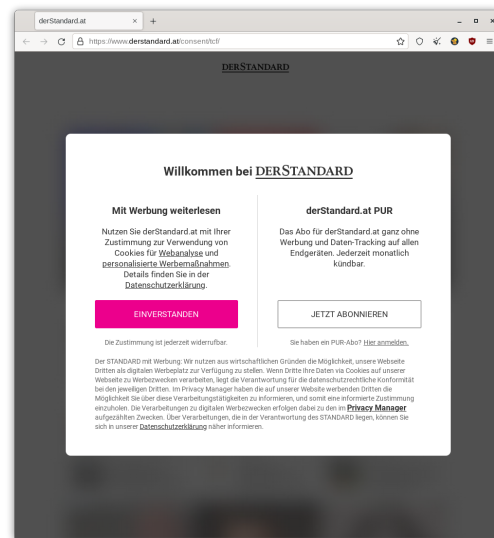 derStandard.at
https://www.derstandard.at/consent/tcf/
DERSTANDARD
Willkommen bei DERSTANDARD
Mit Werbung weiterlesen
Nutzen Sie derStandard.at mit Ihrer
Zustimmung zur Verwendung von
Cookies für Webanalyse und
personalisierte Werbemaßnahmen.
Details finden Sie in der
Datenschutzerklärung.
EINVERSTANDEN
Die Zustimmung ist jederzeit widerrufbar.
derStandard.at PUR
Das Abo für derStandard.at ganz ohne
Werbung und Daten-Tracking auf allen
Endgeräten. Jederzeit monatlich
kündbar.
JETZT ABONNIEREN
Sie haben ein PUR-Abo? Hier anmelden.
Der STANDARD mit Werbung: Wir nutzen aus wirtschaftlichen Gründen die Möglichkeit, unsere Webseite
Dritten als digitalen Werbeplatz zur Verfügung zu stellen. Wenn Dritte Ihre Daten via Cookies auf unserer
Webseite zu Werbezwecken verarbeiten, liegt die Verantwortung für die datenschutzrechtliche Konformität
bei den jeweiligen Dritten. Im Privacy Manager haben die auf unserer Website werbenden Dritten die
Möglichkeit Sie über diese Verarbeitungstätigkeiten zu informieren, und somit eine informierte Zustimmung
einzuholen. Die Verarbeitungen zu digitalen Werbezwecken erfolgen dabei zu den im Privacy Manager
aufgezählten Zwecken. Über Verarbeitungen, die in der Verantwortung des STANDARD liegen, können Sie
sich in unserer Datenschutzerklärung näher informieren.